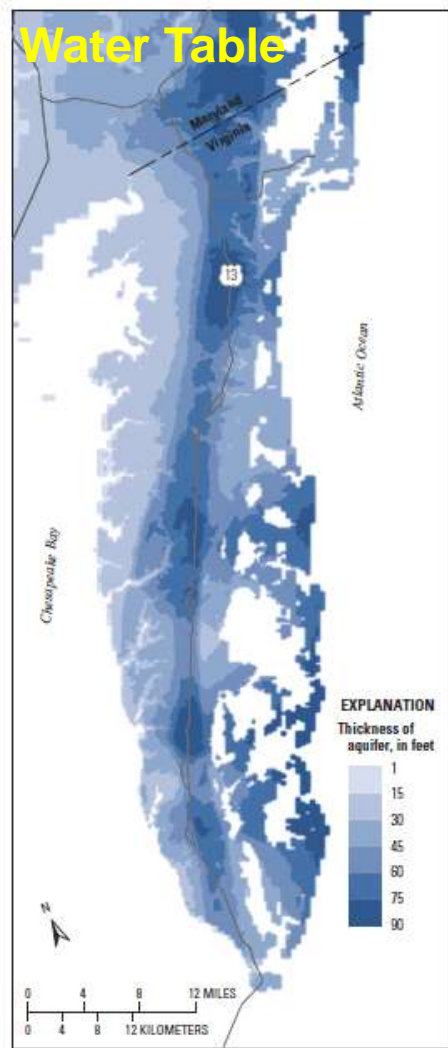 Water Table
Maryland
Virginia
13
Atlantic Ocean
Chesapeake Bay
EXPLANATION
Thickness of
aquifer, in feet
1
15
30
45
60
75
90
N
0 4 8 12 MILES
0 4 8 12 KILOMETERS